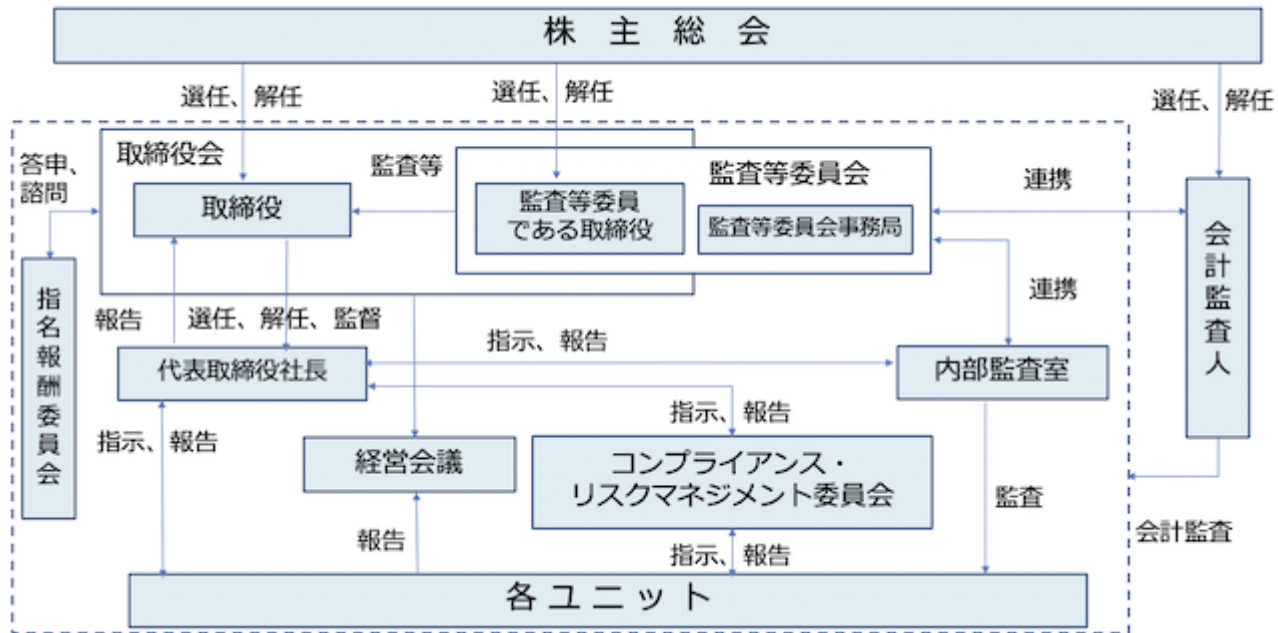 株主総会
選任、解任
選任、解任
選任、解任
取締役会
答申、
諮問
監査等
監査等委員会
連携
取締役
監査等委員
である取締役
監査等委員会事務局
会計監査人
指名報酬委員会
報告
選任、解任、監督
連携
指示、報告
代表取締役社長
内部監査室
指示、報告
指示、報告
経営会議
コンプライアンス・
リスクマネジメント委員会
監査
報告
指示、報告
会計監査
各ユニット